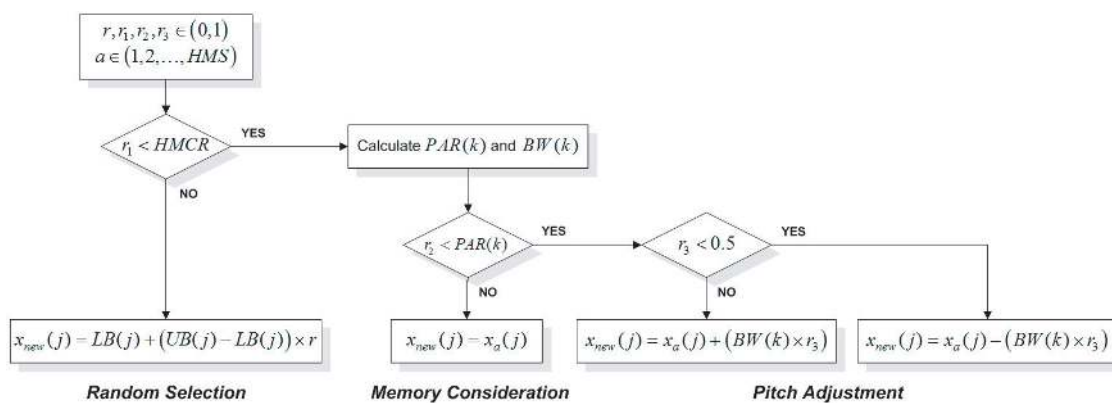 r, r₁, r₂, r₃ ∈ (0,1)
a ∈ (1,2,…,HMS)
r₁ < HMCR
YES
Calculate PAR(k) and BW(k)
NO
r₂ < PAR(k)
YES
r₃ < 0.5
YES
NO
NO
x_new(j) = LB(j) + (UB(j) − LB(j)) × r
x_new(j) = x_a(j)
x_new(j) = x_a(j) + (BW(k) × r₃)
x_new(j) = x_a(j) − (BW(k) × r₃)
Random Selection
Memory Consideration
Pitch Adjustment